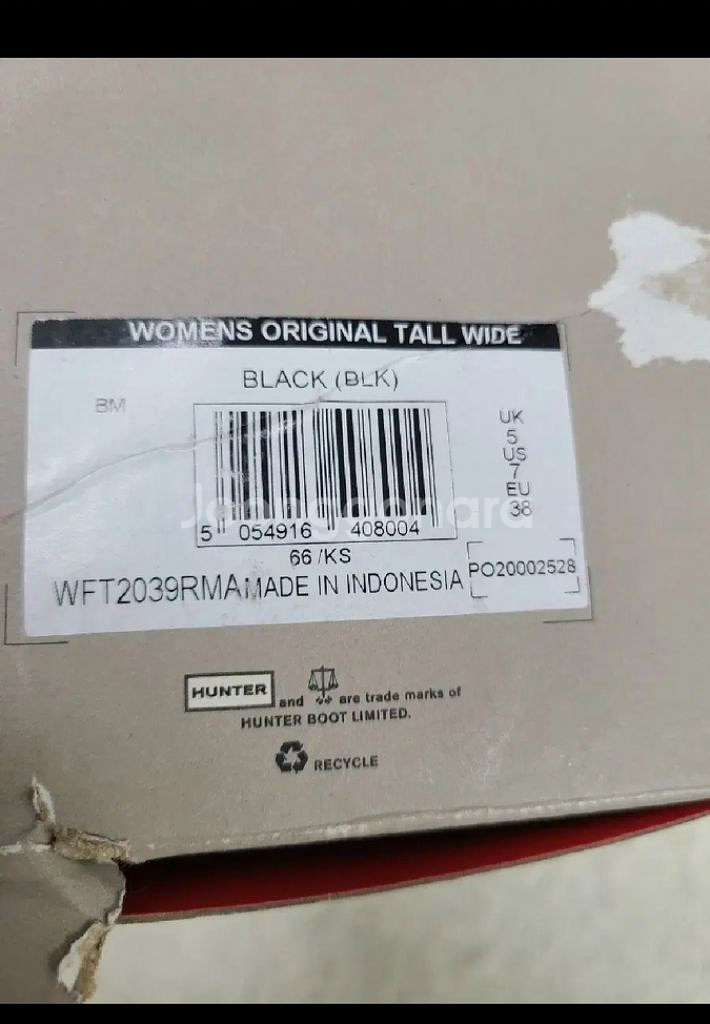 WOMENS ORIGINAL TALL WIDE
BLACK (BLK)
BM
UK
5
US
7
EU
38
Joonggonara
5 054916 408004
66 /KS
WFT2039RMA MADE IN INDONESIA
PO20002528
HUNTER and are trade marks of
HUNTER BOOT LIMITED.
RECYCLE